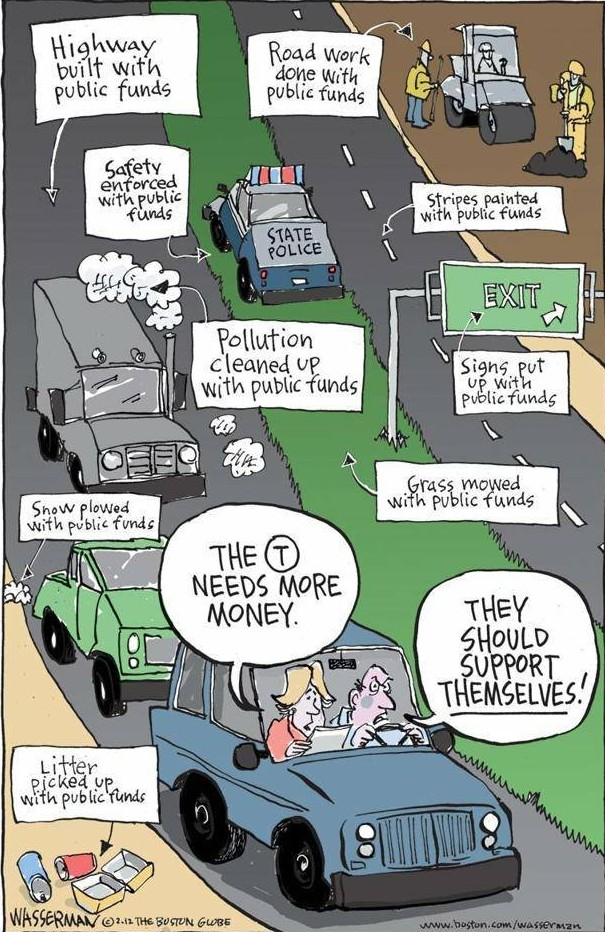 Highway
built with
public funds
Road work
done with
public funds
Safety
enforced
with public
funds
STATE
POLICE
Stripes painted
with public funds
EXIT
Pollution
cleaned up
with public funds
Signs put
up with
public funds
Grass mowed
with public funds
Snow plowed
with public funds
THE T
NEEDS MORE
MONEY.
THEY
SHOULD
SUPPORT
THEMSELVES!
Litter
picked up
with public funds
WASSERMAN © 2.12 THE BOSTON GLOBE
www.boston.com/wasserman